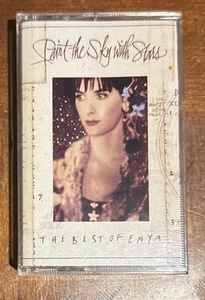 Paint the Sky with Stars
THE BEST OF ENYA